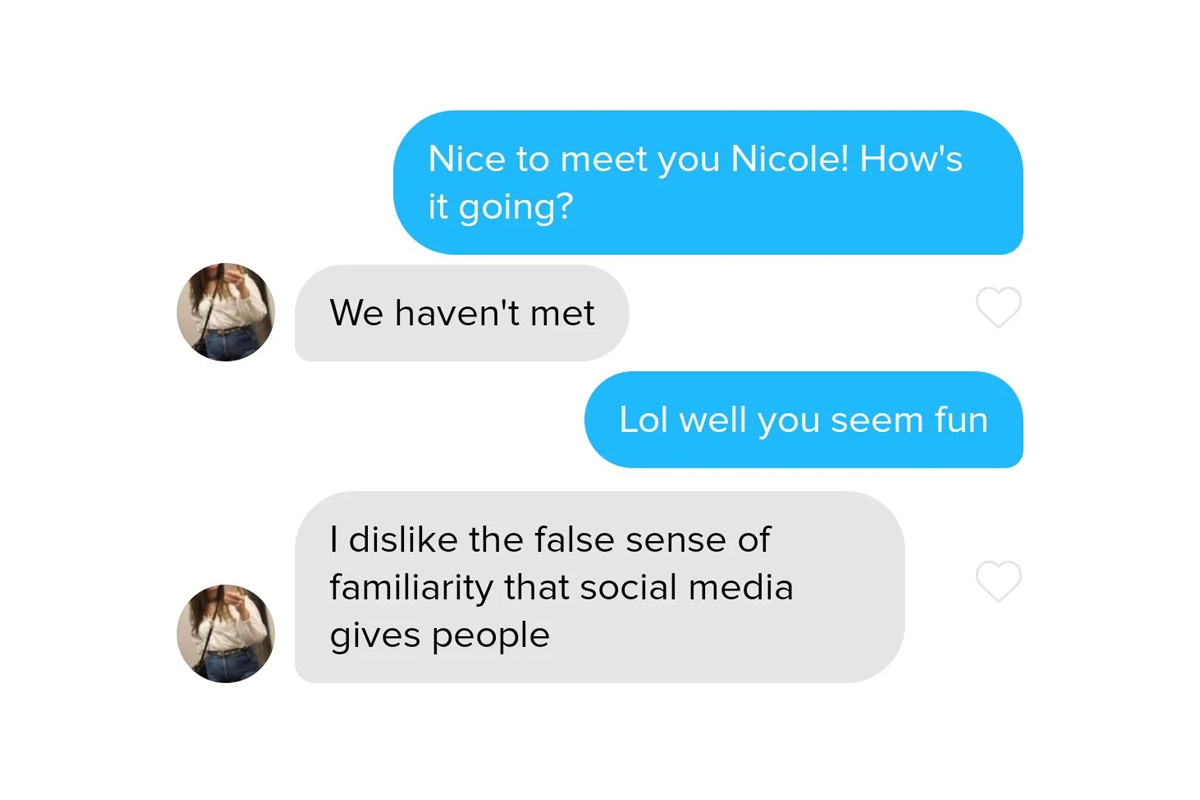 Nice to meet you Nicole! How's
it going?
We haven't met
Lol well you seem fun
I dislike the false sense of
familiarity that social media
gives people